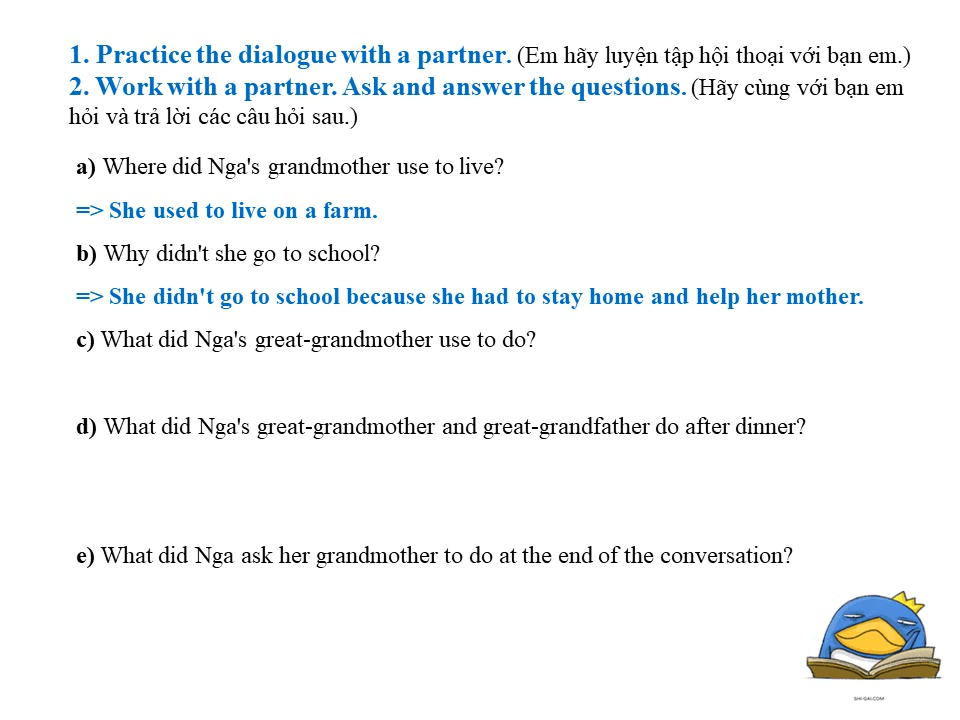 1. Practice the dialogue with a partner. (Em hãy luyện tập hội thoại với bạn em.)
2. Work with a partner. Ask and answer the questions. (Hãy cùng với bạn em
hỏi và trả lời các câu hỏi sau.)
a) Where did Nga's grandmother use to live?
=> She used to live on a farm.
b) Why didn't she go to school?
=> She didn't go to school because she had to stay home and help her mother.
c) What did Nga's great-grandmother use to do?
d) What did Nga's great-grandmother and great-grandfather do after dinner?
e) What did Nga ask her grandmother to do at the end of the conversation?
SHI-GAI.COM